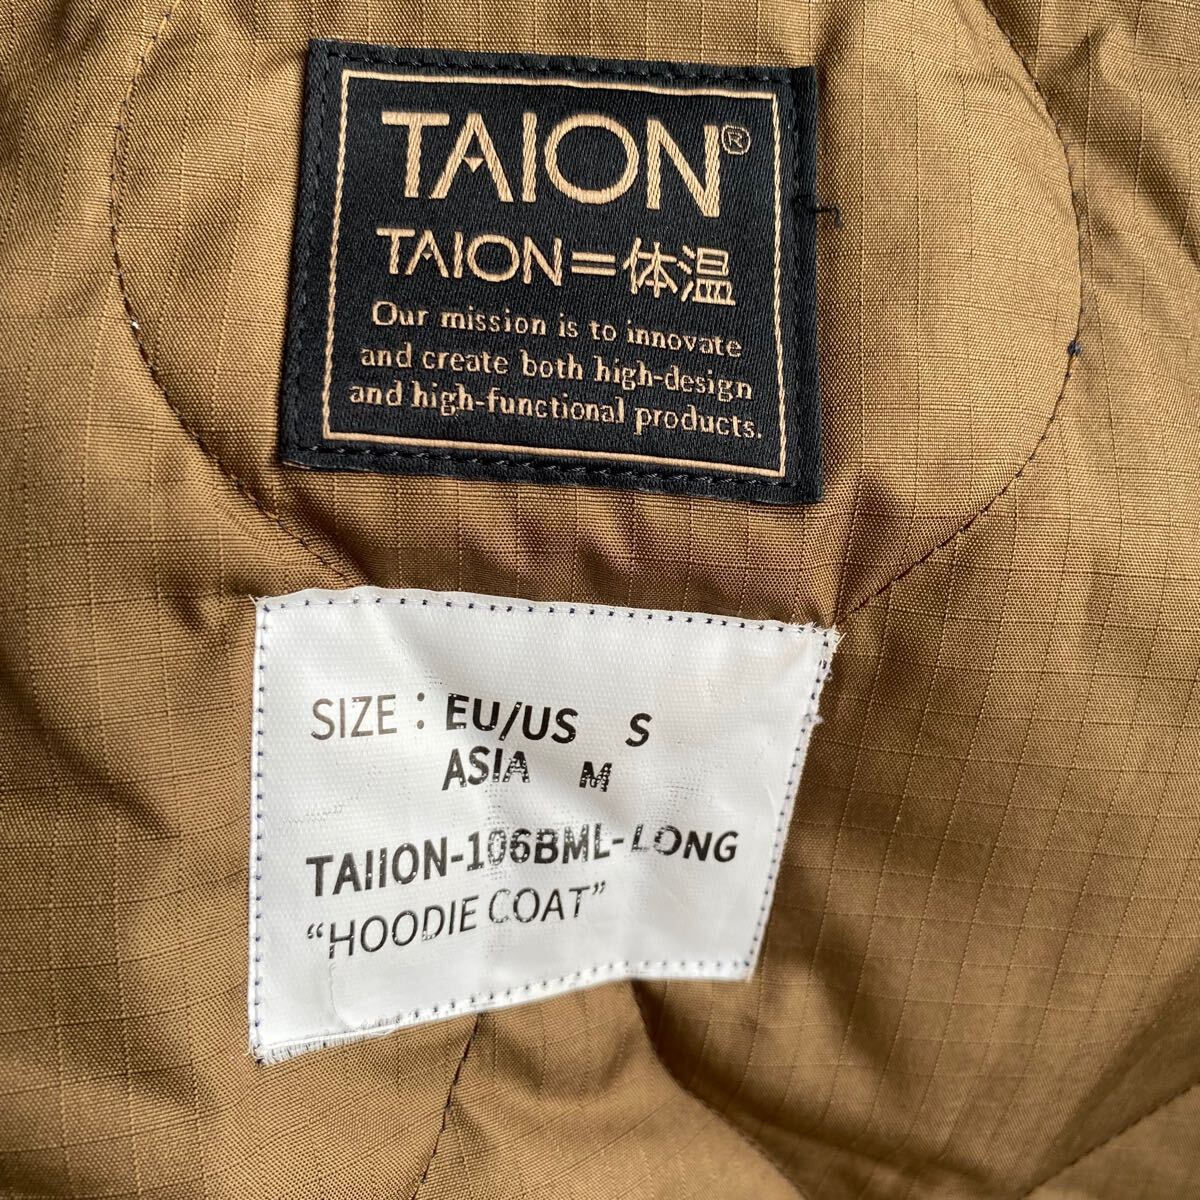 TAION®
TAION=体温
Our mission is to innovate
and create both high-design
and high-functional products.
SIZE : EU/US S
ASIA M
TAIION-106BML-LONG
“HOODIE COAT”